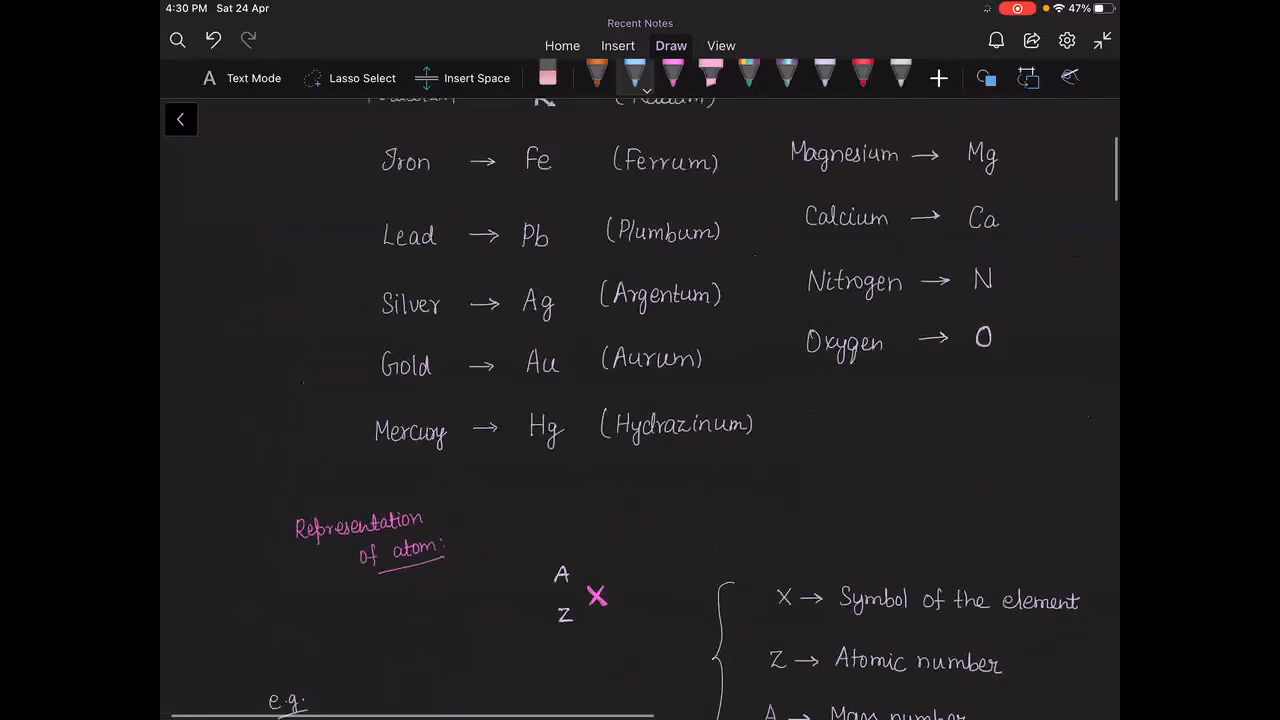 4:30 PM Sat 24 Apr
47%
Recent Notes
Home Insert Draw View
A Text Mode Lasso Select Insert Space
Iron → Fe (Ferrum)
Lead → Pb (Plumbum)
Silver → Ag (Argentum)
Gold → Au (Aurum)
Mercury → Hg (Hydrazinum)
Magnesium → Mg
Calcium → Ca
Nitrogen → N
Oxygen → O
Representation
of atom:
A
Z X
X → Symbol of the element
Z → Atomic number
A → Mass number
e.g.